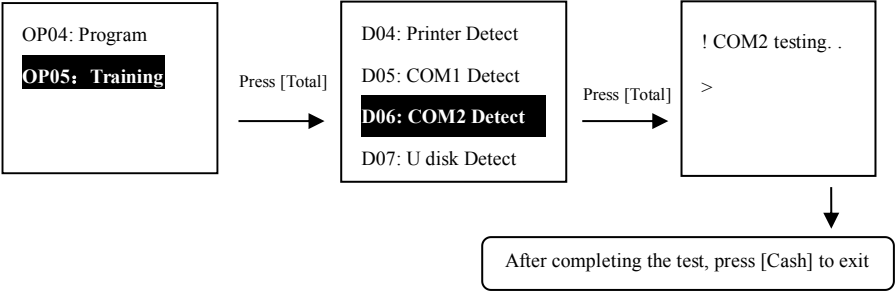 OP04: Program
OP05：Training
Press [Total]
D04: Printer Detect
D05: COM1 Detect
D06: COM2 Detect
D07: U disk Detect
Press [Total]
! COM2 testing. .
>
After completing the test, press [Cash] to exit